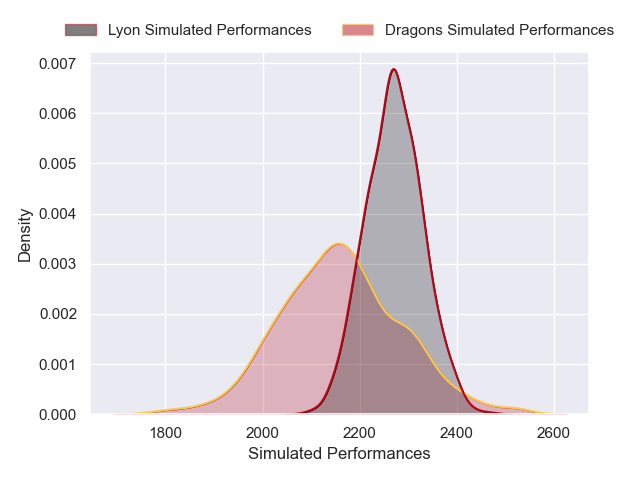 Lyon Simulated Performances Dragons Simulated Performances
0.007
0.006
0.005
0.004
0.003
0.002
0.001
0.000
Density
1800 2000 2200 2400 2600
Simulated Performances